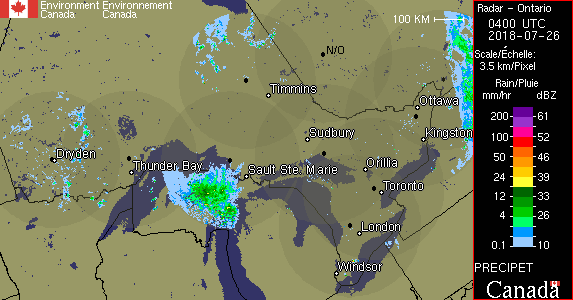 Environment Environnement
Canada Canada
100 KM
N/O
Timmins
Ottawa
Sudbury
Kingston
Dryden
Thunder Bay
Sault Ste. Marie
Orillia
Toronto
London
Windsor
Radar - Ontario
0400 UTC
2018-07-26
Scale/Échelle:
3.5 km/Pixel
Rain/Pluie
mm/hr dBZ
200 61
100 52
50 46
24 39
12 33
4 26
0.1 10
PRECIPET
Canada